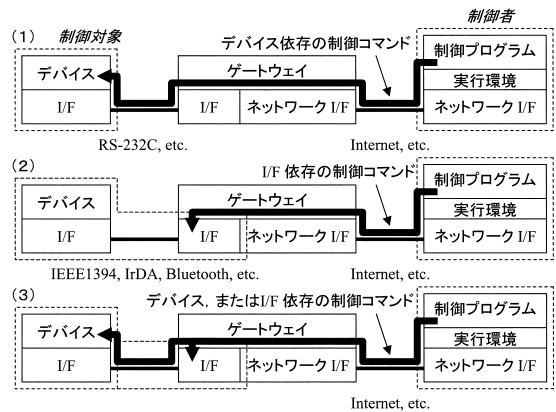 (1)
制御対象
制御者
デバイス依存の制御コマンド
デバイス
I/F
ゲートウェイ
I/F
ネットワーク I/F
制御プログラム
実行環境
ネットワーク I/F
RS-232C, etc.
Internet, etc.
(2)
I/F 依存の制御コマンド
デバイス
I/F
ゲートウェイ
I/F
ネットワーク I/F
制御プログラム
実行環境
ネットワーク I/F
IEEE1394, IrDA, Bluetooth, etc.
Internet, etc.
(3)
デバイス, またはI/F 依存の制御コマンド
デバイス
I/F
ゲートウェイ
I/F
ネットワーク I/F
制御プログラム
実行環境
ネットワーク I/F
Internet, etc.